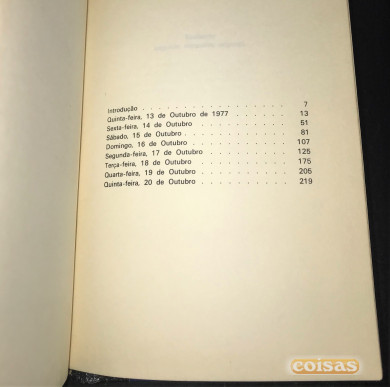 Introdução . . . . . . . . . . . . . . . . . 7
Quinta-feira, 13 de Outubro de 1977 . . . . . . . 13
Sexta-feira, 14 de Outubro . . . . . . . . . . 51
Sábado, 15 de Outubro . . . . . . . . . . . . 81
Domingo, 16 de Outubro . . . . . . . . . . . 107
Segunda-feira, 17 de Outubro . . . . . . . . . 125
Terça-feira, 18 de Outubro . . . . . . . . . . 175
Quarta-feira, 19 de Outubro . . . . . . . . . . 205
Quinta-feira, 20 de Outubro . . . . . . . . . . 219
coisas